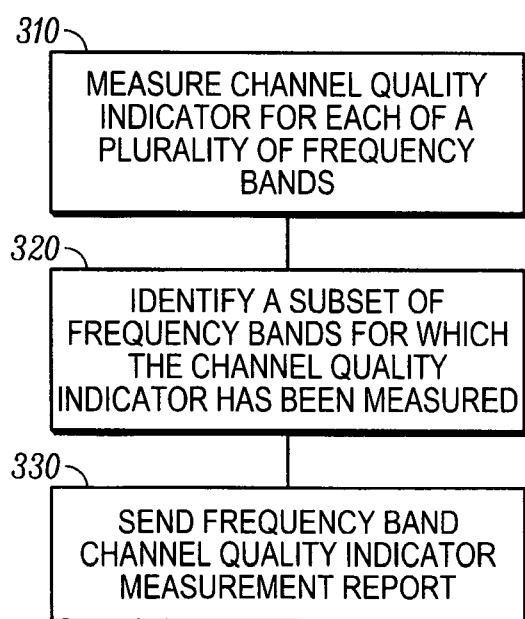 310
MEASURE CHANNEL QUALITY
INDICATOR FOR EACH OF A
PLURALITY OF FREQUENCY
BANDS
320
IDENTIFY A SUBSET OF
FREQUENCY BANDS FOR WHICH
THE CHANNEL QUALITY
INDICATOR HAS BEEN MEASURED
330
SEND FREQUENCY BAND
CHANNEL QUALITY INDICATOR
MEASUREMENT REPORT